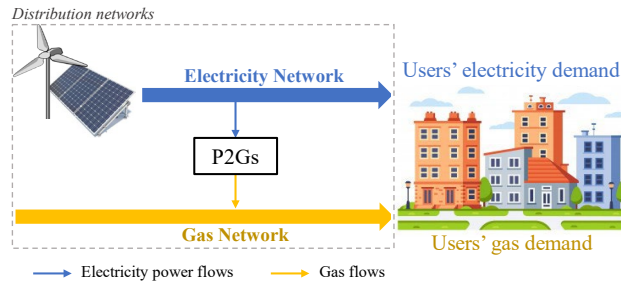 Distribution networks
Electricity Network
Users’ electricity demand
P2Gs
Gas Network
Users’ gas demand
Electricity power flows
Gas flows